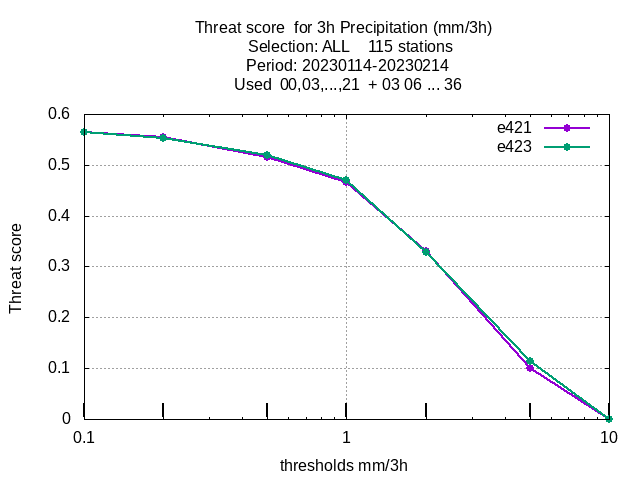 Threat score  for 3h Precipitation (mm/3h)
Selection: ALL    115 stations
Period: 20230114-20230214
Used  00,03,...,21  + 03 06 ... 36
e421
e423
0.6
0.5
0.4
0.3
0.2
0.1
0
Threat score
0.1
1
10
thresholds mm/3h